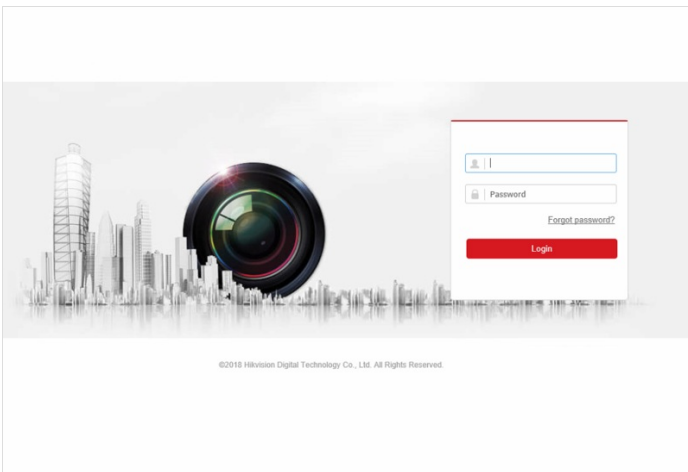 Password
Forgot password?
Login
©2018 Hikvision Digital Technology Co., Ltd. All Rights Reserved.